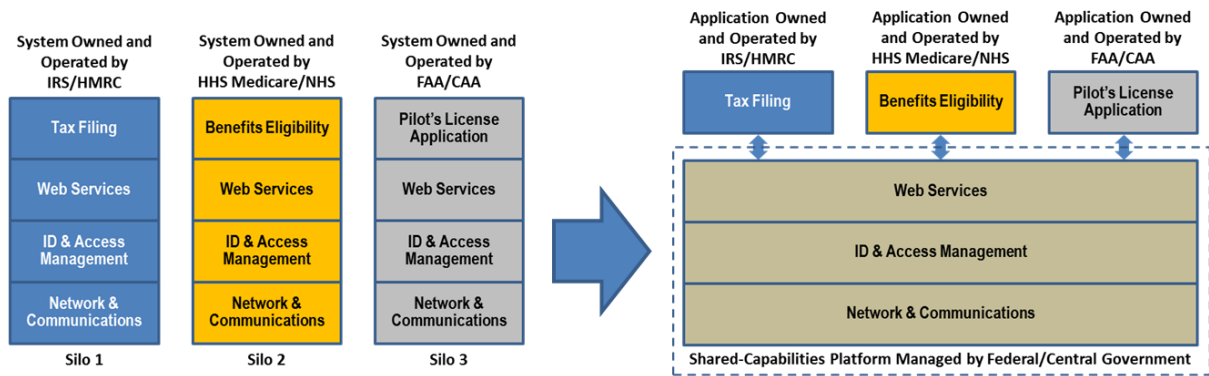 System Owned and
Operated by
IRS/HMRC
Tax Filing
Web Services
ID & Access
Management
Network &
Communications
Silo 1
System Owned and
Operated by
HHS Medicare/NHS
Benefits Eligibility
Web Services
ID & Access
Management
Network &
Communications
Silo 2
System Owned and
Operated by
FAA/CAA
Pilot's License
Application
Web Services
ID & Access
Management
Network &
Communications
Silo 3
Application Owned
and Operated by
IRS/HMRC
Tax Filing
Application Owned
and Operated by
HHS Medicare/NHS
Benefits Eligibility
Application Owned
and Operated by
FAA/CAA
Pilot's License
Application
Web Services
ID & Access Management
Network & Communications
Shared-Capabilities Platform Managed by Federal/Central Government